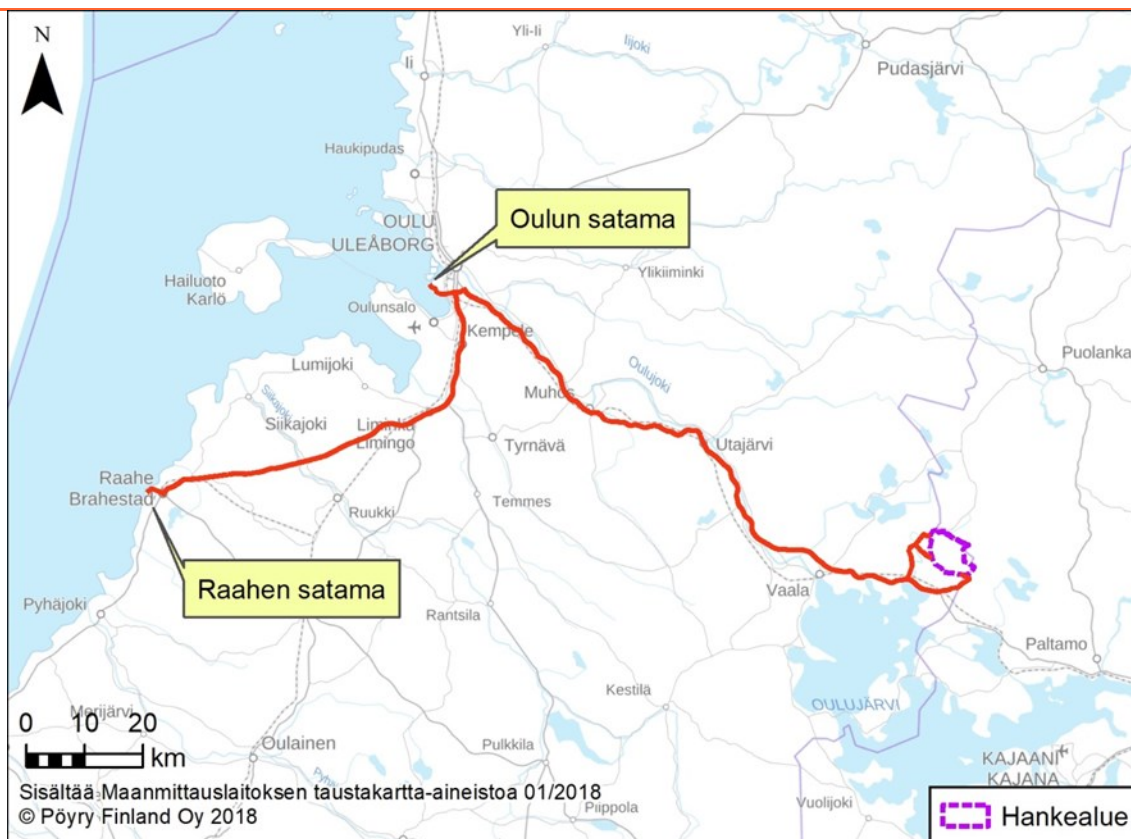 N
Yli-Ii
Iijoki
Ii
Pudasjärvi
Haukipudas
OULU
ULEÅBORG
Oulun satama
Ylikiiminki
Hailuoto
Karlö
Oulunsalo
Kempele
Puolanka
Lumijoki
Oulujoki
Siikajoki
Muhos
Siikajoki
Liminka
Limingo
Tyrnävä
Utajärvi
Raahe
Brahestad
Ruukki
Temmes
Raahen satama
Vaala
Pyhäjoki
Rantsila
Paltamo
Kestilä
OULUJÄRVI
Merijärvi
0 10 20
km
Oulainen
Pulkkila
KAJAANI
KAJANA
Sisältää Maanmittauslaitoksen taustakartta-aineistoa 01/2018
© Pöyry Finland Oy 2018
Piippola
Vuolijoki
Hankealue